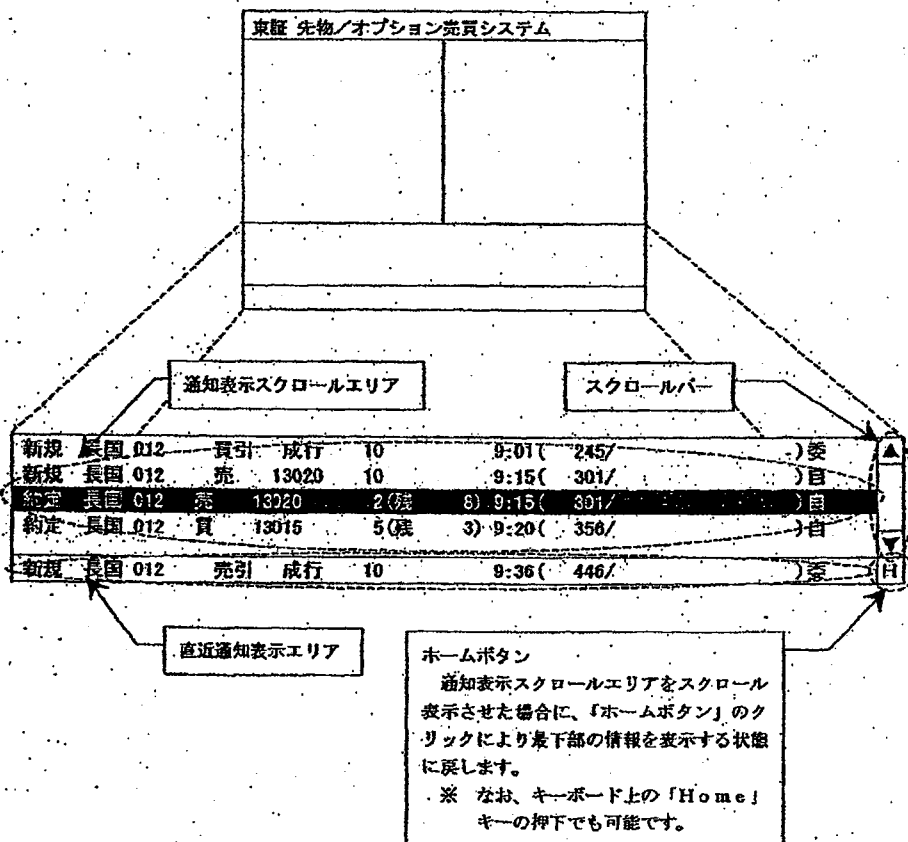 東証 先物／オプション売買システム
通知表示スクロールエリア
スクロールバー
新規 長国 012 買引 成行 10 9:01( 245/ )委
新規 長国 012 売 13020 10 9:15( 301/ )自
約定 長国 012 売 13020 2(残 8) 9:15( 301/ )自
約定 長国 012 買 13015 5(残 3) 9:20( 356/ )自
新規 長国 012 売引 成行 10 9:36( 446/ )委
H
直近通知表示エリア
ホームボタン
通知表示スクロールエリアをスクロール
表示させた場合に、「ホームボタン」のク
リックにより最下部の情報を表示する状態
に戻します。
※ なお、キーボード上の「Home」
キーの押下でも可能です。